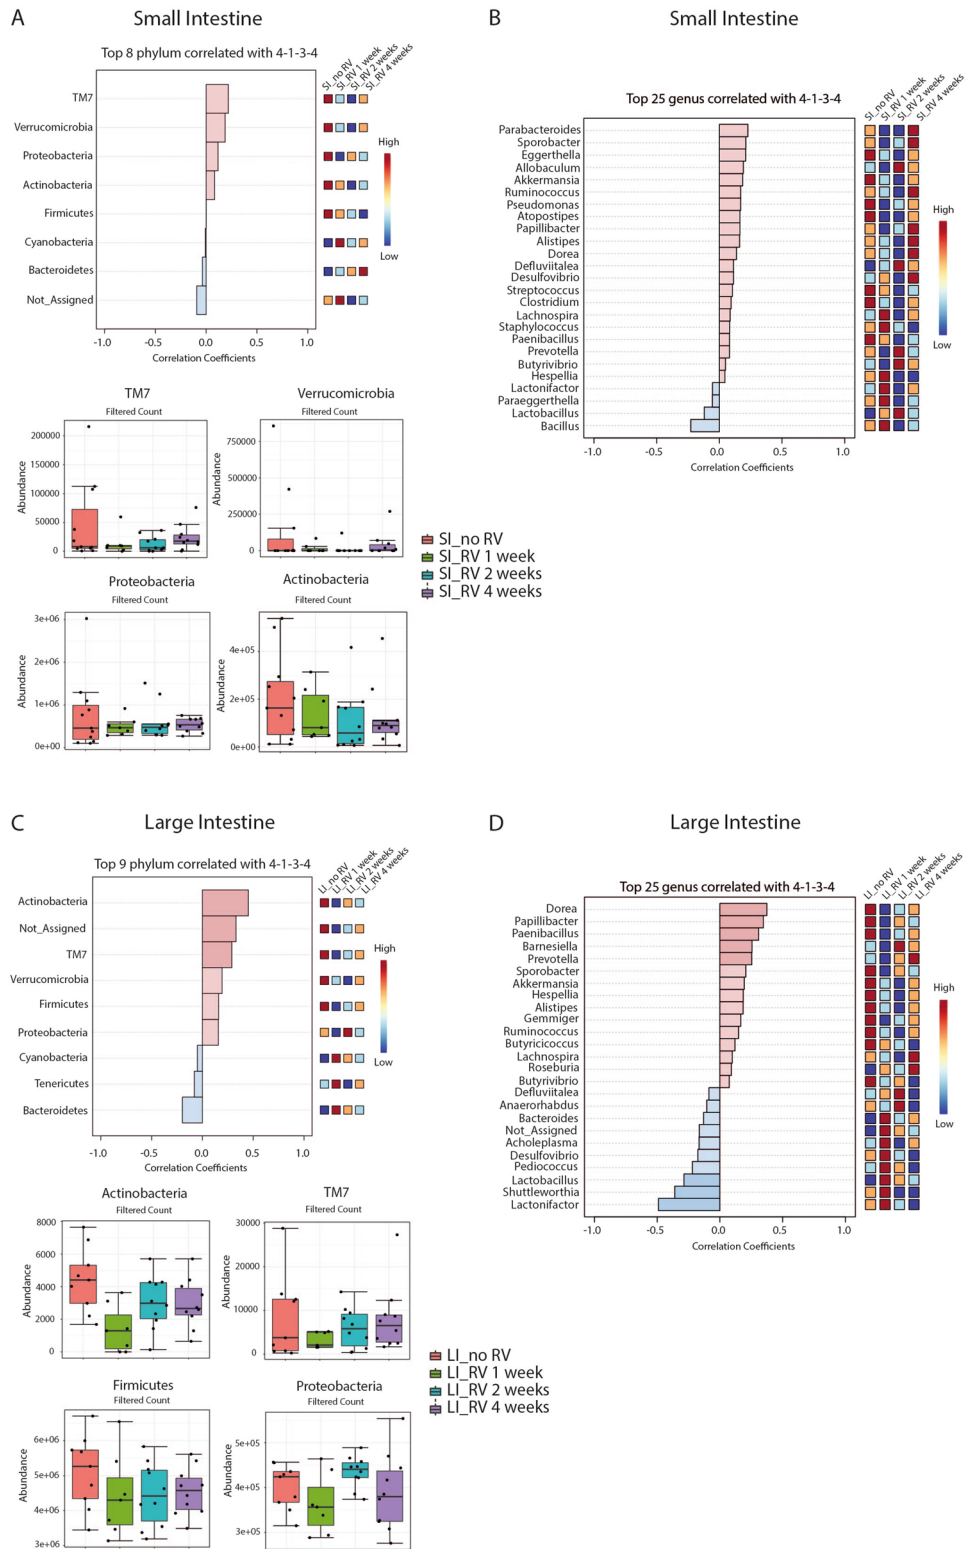 A
Small Intestine
Top 8 phylum correlated with 4-1-3-4
SI_no RV
SI_RV 1 week
SI_RV 2 weeks
SI_RV 4 weeks
TM7
Verrucomicrobia
Proteobacteria
Actinobacteria
Firmicutes
Cyanobacteria
Bacteroidetes
Not_Assigned
High
Low
-1.0 -0.5 0.0 0.5 1.0
Correlation Coefficients
TM7
Filtered Count
Abundance
200000
150000
100000
50000
0
Verrucomicrobia
Filtered Count
Abundance
750000
500000
250000
0
Proteobacteria
Filtered Count
Abundance
3e+06
2e+06
1e+06
0e+00
Actinobacteria
Filtered Count
Abundance
4e+05
2e+05
0e+00
SI_no RV
SI_RV 1 week
SI_RV 2 weeks
SI_RV 4 weeks
B
Small Intestine
Top 25 genus correlated with 4-1-3-4
SI_no RV
SI_RV 1 week
SI_RV 2 weeks
SI_RV 4 weeks
Parabacteroides
Sporobacter
Eggerthella
Allobaculum
Akkermansia
Ruminococcus
Pseudomonas
Atopostipes
Papillibacter
Alistipes
Dorea
Defluviitalea
Desulfovibrio
Streptococcus
Clostridium
Lachnospira
Staphylococcus
Paenibacillus
Prevotella
Butyrivibrio
Hespellia
Lactonifactor
Paraeggerthella
Lactobacillus
Bacillus
High
Low
-1.0 -0.5 0.0 0.5 1.0
Correlation Coefficients
C
Large Intestine
Top 9 phylum correlated with 4-1-3-4
LI_no RV
LI_RV 1 week
LI_RV 2 weeks
LI_RV 4 weeks
Actinobacteria
Not_Assigned
TM7
Verrucomicrobia
Firmicutes
Proteobacteria
Cyanobacteria
Tenericutes
Bacteroidetes
High
Low
-1.0 -0.5 0.0 0.5 1.0
Correlation Coefficients
Actinobacteria
Filtered Count
Abundance
8000
6000
4000
2000
0
TM7
Filtered Count
Abundance
30000
20000
10000
0
Firmicutes
Filtered Count
Abundance
6e+06
5e+06
4e+06
3e+06
Proteobacteria
Filtered Count
Abundance
5e+05
4e+05
3e+05
LI_no RV
LI_RV 1 week
LI_RV 2 weeks
LI_RV 4 weeks
D
Large Intestine
Top 25 genus correlated with 4-1-3-4
LI_no RV
LI_RV 1 week
LI_RV 2 weeks
LI_RV 4 weeks
Dorea
Papillibacter
Paenibacillus
Barnesiella
Prevotella
Sporobacter
Akkermansia
Hespellia
Alistipes
Gemmiger
Ruminococcus
Butyricicoccus
Lachnospira
Roseburia
Butyrivibrio
Defluviitalea
Anaerorhabdus
Bacteroides
Not_Assigned
Acholeplasma
Desulfovibrio
Pediococcus
Lactobacillus
Shuttleworthia
Lactonifactor
High
Low
-1.0 -0.5 0.0 0.5 1.0
Correlation Coefficients